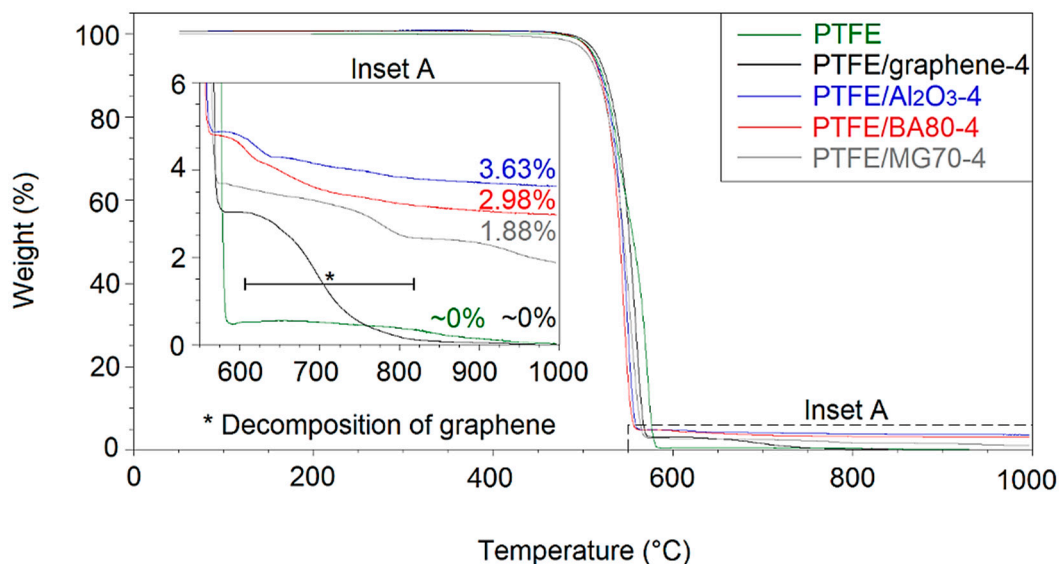 100
80
60
40
20
0
Weight (%)
0
200
400
600
800
1000
Temperature (°C)
PTFE
PTFE/graphene-4
PTFE/Al₂O₃-4
PTFE/BA80-4
PTFE/MG70-4
Inset A
6
4
2
0
3.63%
2.98%
1.88%
*
~0% ~0%
600 700 800 900 1000
* Decomposition of graphene
Inset A